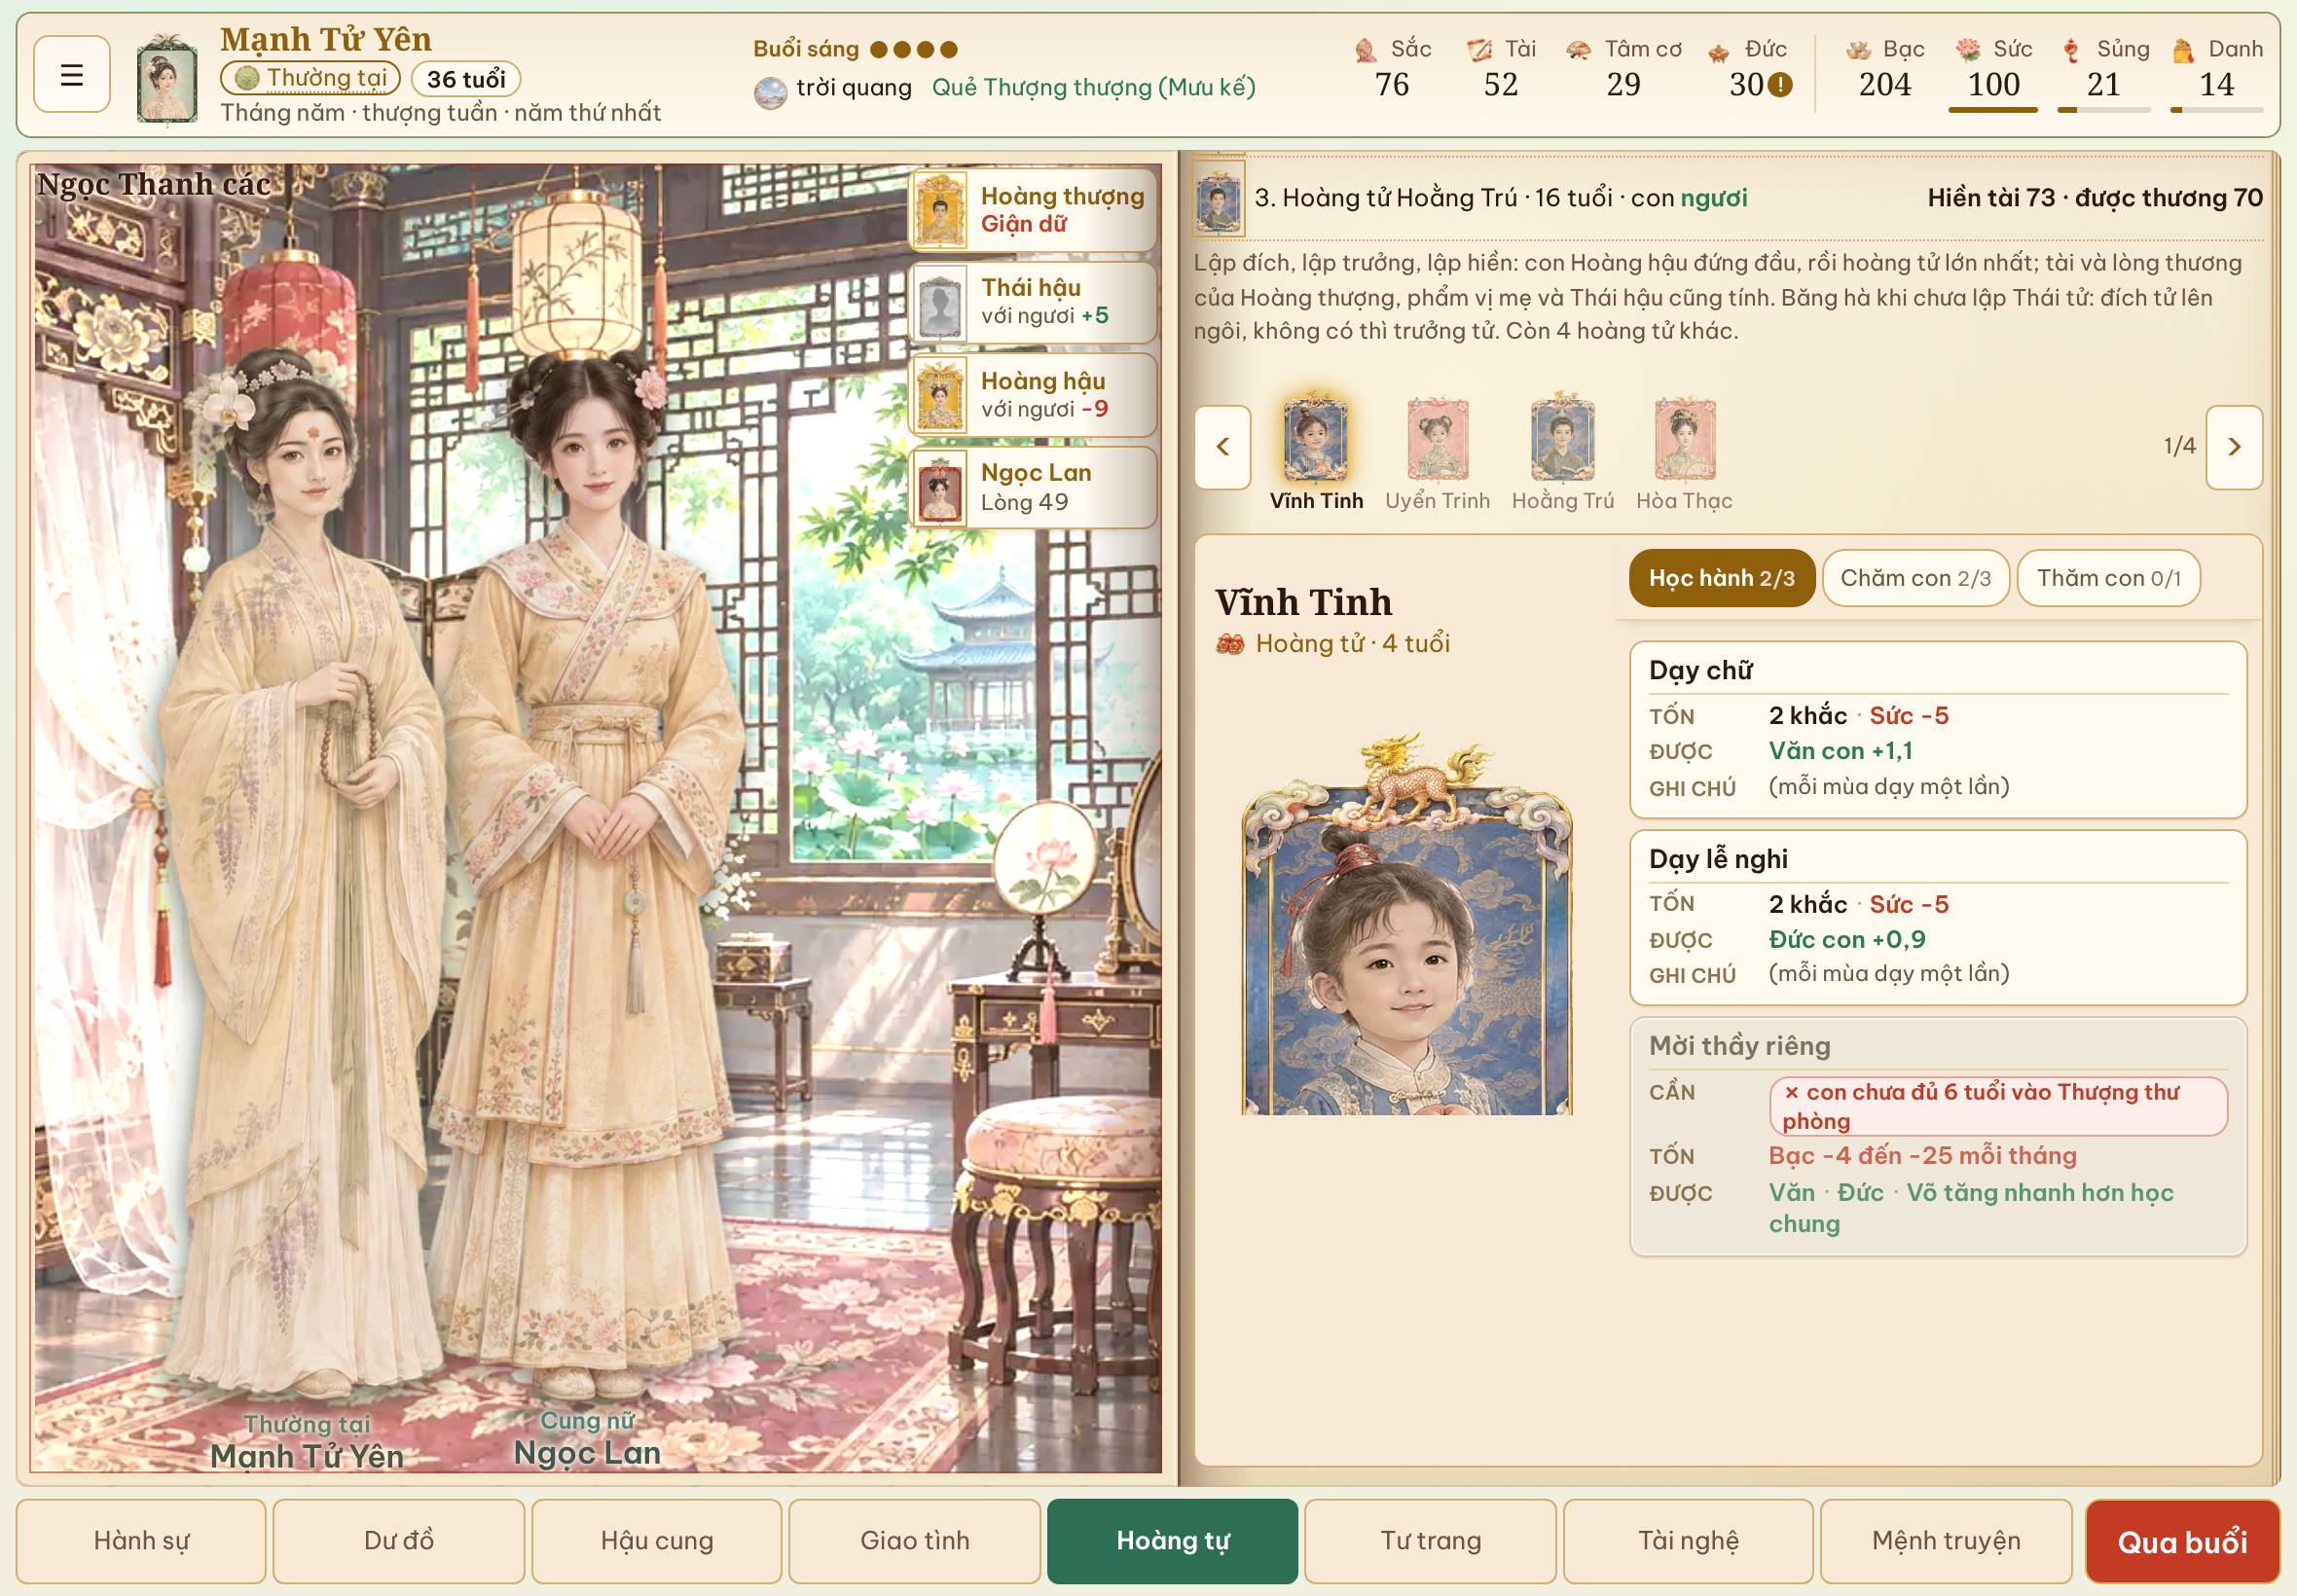 Mạnh Tử Yên
Thường tại
36 tuổi
Tháng năm · thượng tuần · năm thứ nhất
Buổi sáng
trời quang Quẻ Thượng thượng (Mưu kế)
Sắc
76
Tài
52
Tâm cơ
29
Đức
30
!
Bạc
204
Sức
100
Sủng
21
Danh
14
Ngọc Thanh các
Hoàng thượng
Giận dữ
Thái hậu
với ngươi +5
Hoàng hậu
với ngươi -9
Ngọc Lan
Lòng 49
Thường tại
Mạnh Tử Yên
Cung nữ
Ngọc Lan
3. Hoàng tử Hoằng Trú · 16 tuổi · con ngươi
Hiền tài 73 · được thương 70
Lập đích, lập trưởng, lập hiền: con Hoàng hậu đứng đầu, rồi hoàng tử lớn nhất; tài và lòng thương
của Hoàng thượng, phẩm vị mẹ và Thái hậu cũng tính. Băng hà khi chưa lập Thái tử: đích tử lên
ngôi, không có thì trưởng tử. Còn 4 hoàng tử khác.
Vĩnh Tinh
Uyển Trinh
Hoằng Trú
Hòa Thạc
1/4
Vĩnh Tinh
Hoàng tử · 4 tuổi
Học hành 2/3
Chăm con 2/3
Thăm con 0/1
Dạy chữ
TỐN 2 khắc · Sức -5
ĐƯỢC Văn con +1,1
GHI CHÚ (mỗi mùa dạy một lần)
Dạy lễ nghi
TỐN 2 khắc · Sức -5
ĐƯỢC Đức con +0,9
GHI CHÚ (mỗi mùa dạy một lần)
Mời thầy riêng
CẦN × con chưa đủ 6 tuổi vào Thượng thư
phòng
TỐN Bạc -4 đến -25 mỗi tháng
ĐƯỢC Văn · Đức · Võ tăng nhanh hơn học
chung
Hành sự
Dư đồ
Hậu cung
Giao tình
Hoàng tự
Tư trang
Tài nghệ
Mệnh truyện
Qua buổi